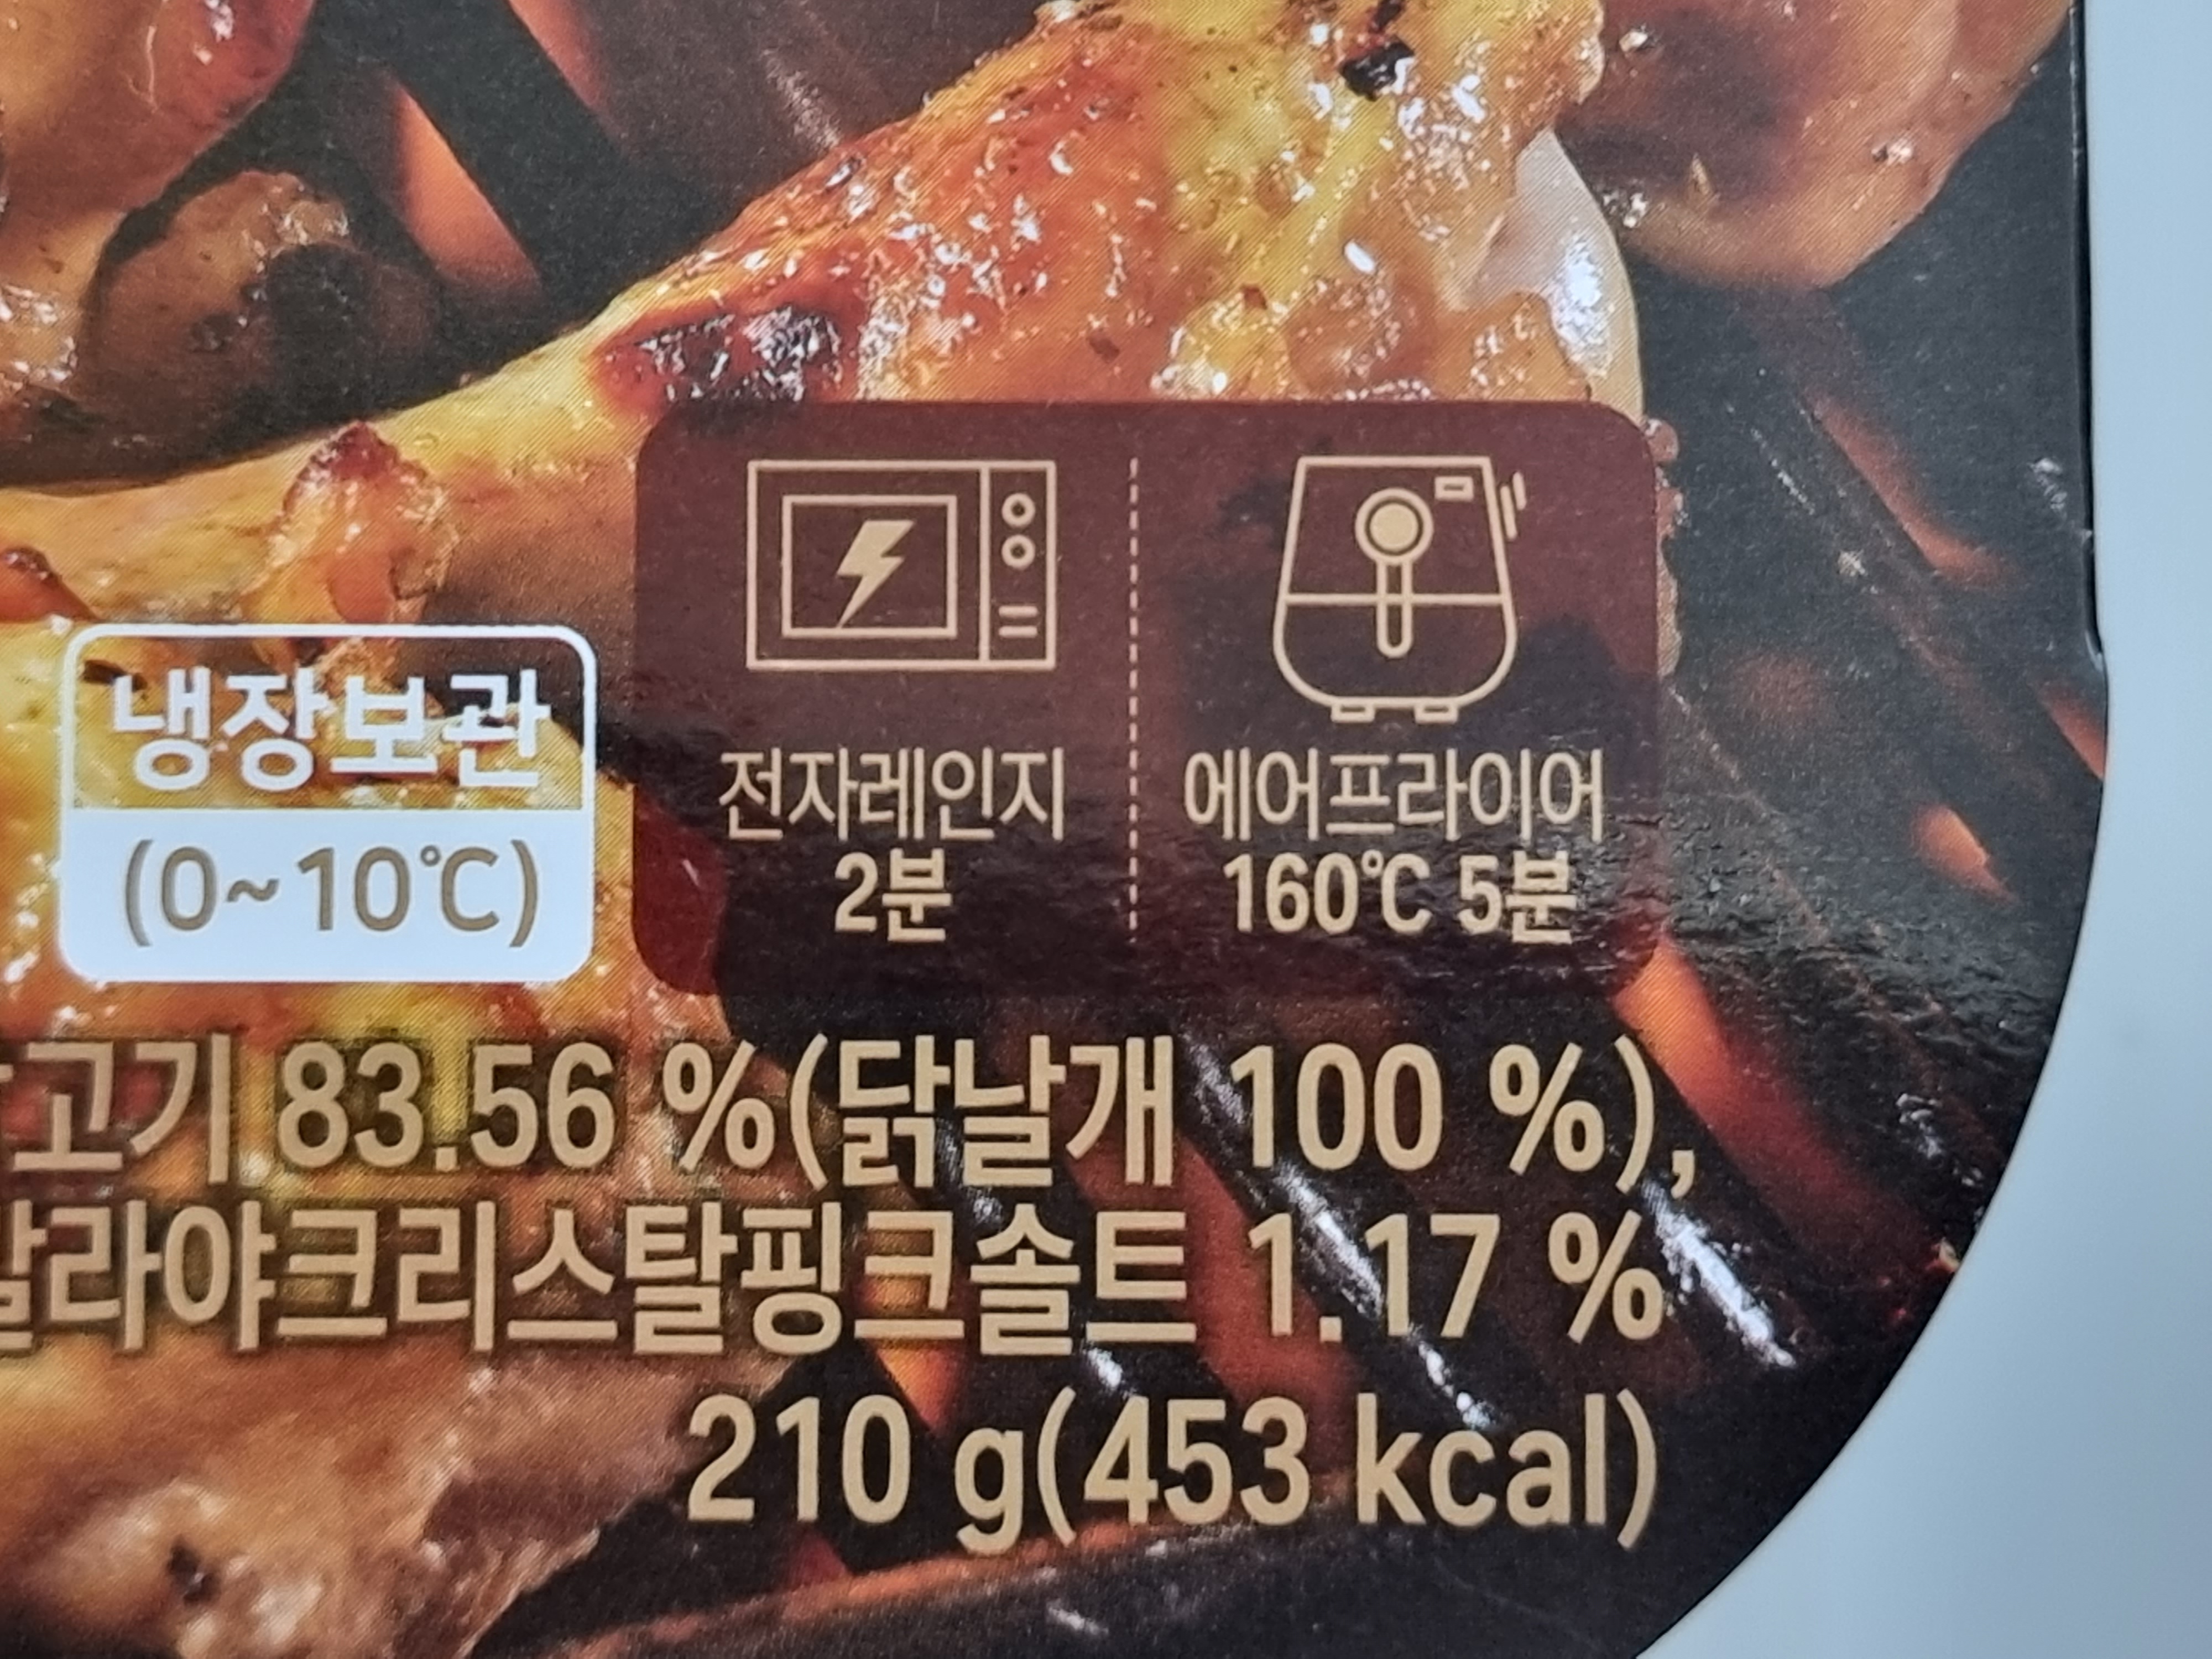 냉장보관
(0~10℃)
전자레인지
2분
에어프라이어
160℃ 5분
고기 83.56 %(닭날개 100 %),
라야크리스탈핑크솔트 1.17 %
210 g(453 kcal)